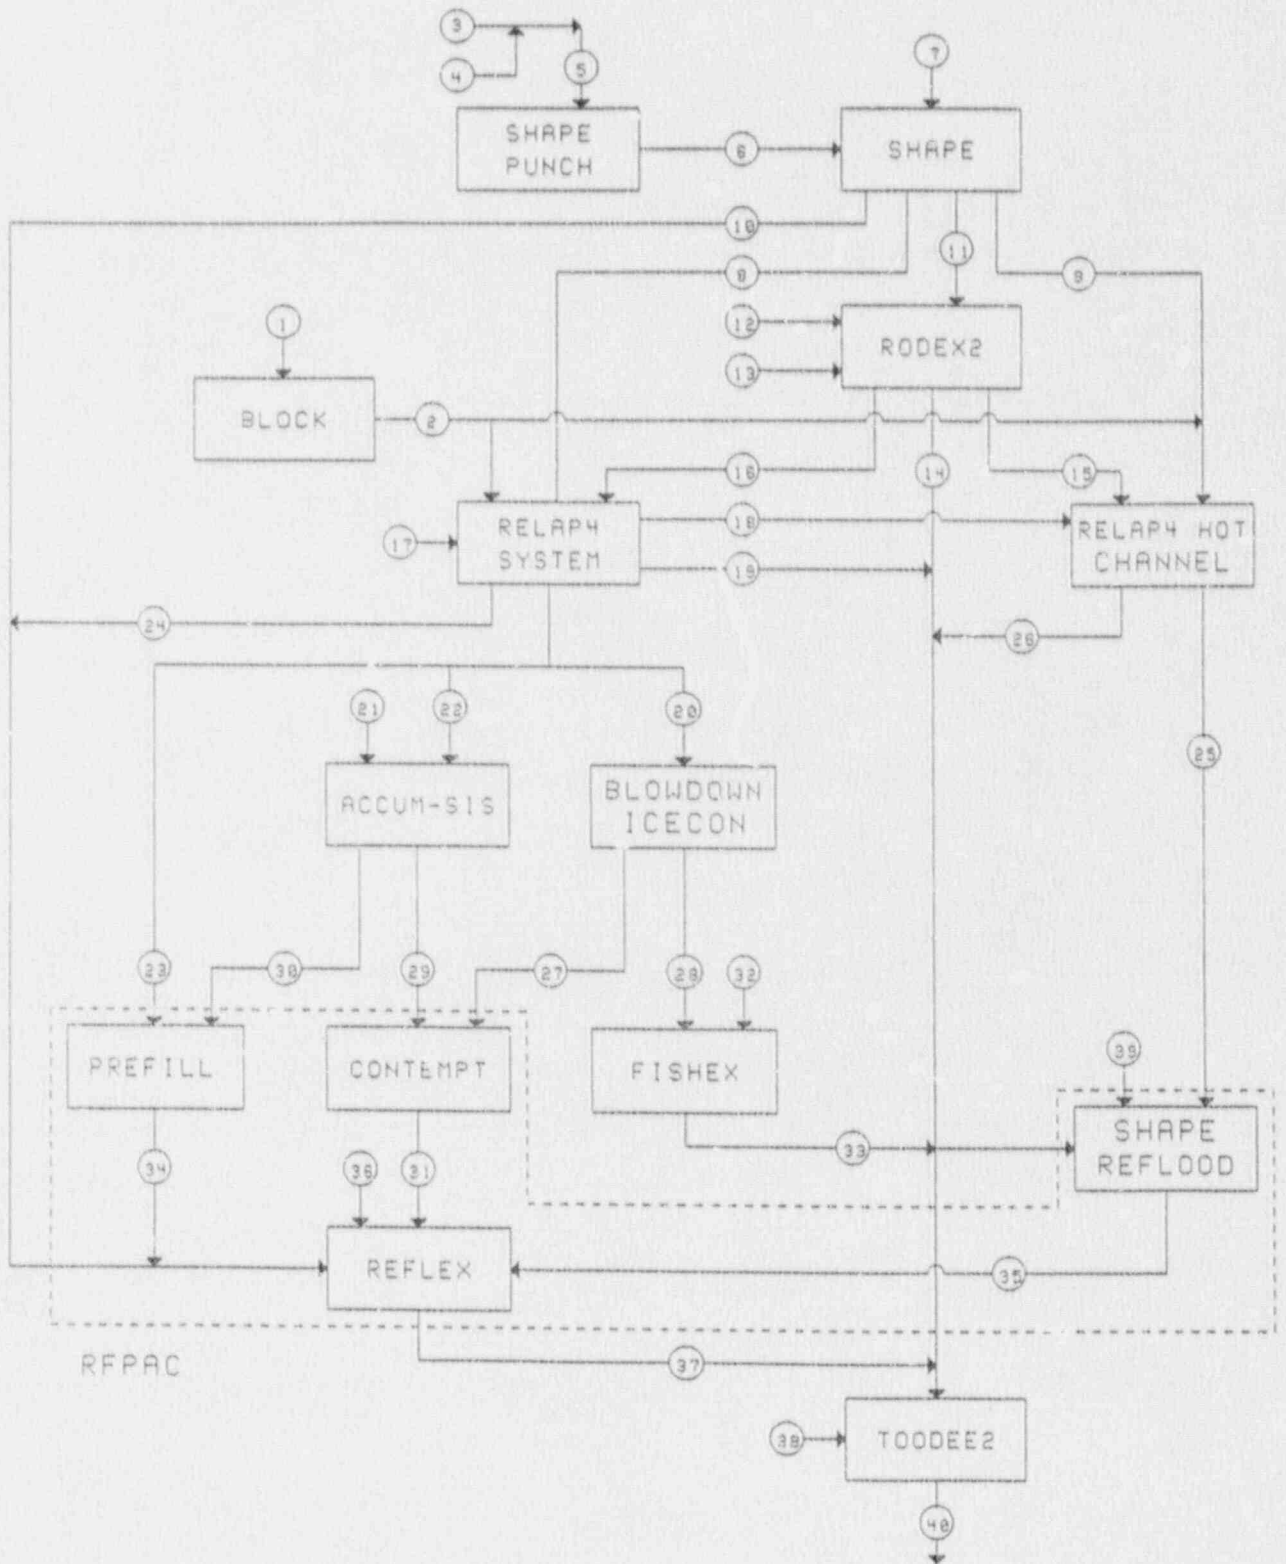 3
4
5
7
SHAPE
PUNCH
6
SHAPE
10
8
11
9
1
12
13
RODEX2
BLOCK
2
16
14
15
17
RELAP4
SYSTEM
18
19
RELAP4 HOT
CHANNEL
24
26
21
22
20
25
ACCUM-SIS
BLOWDOWN
ICECON
23
30
29
27
28
32
PREFILL
CONTEMPT
FISHEX
39
34
36
31
33
SHAPE
REFLOOD
REFLEX
35
RFPAC
37
38
TOODEE2
40